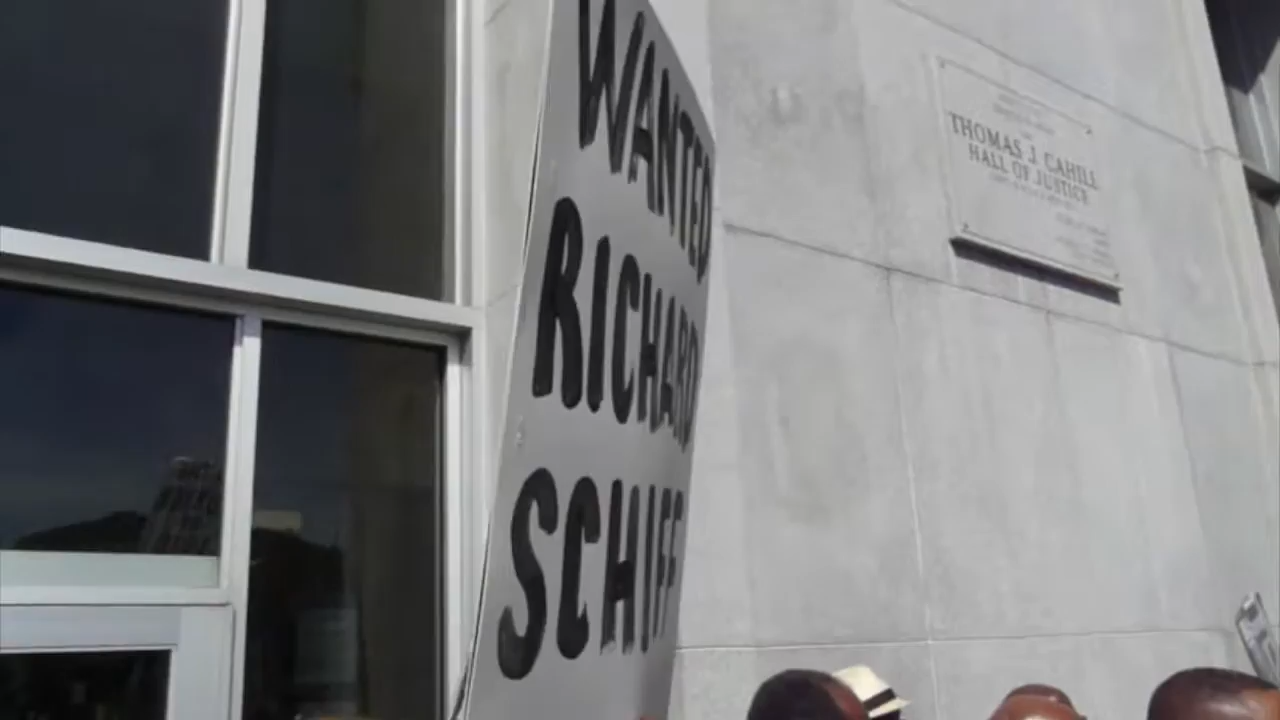 WANTED
RICHARD
SCHIFF
THOMAS J. CAHILL
HALL OF JUSTICE